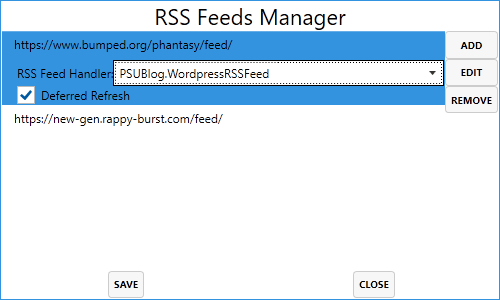 RSS Feeds Manager
https://www.bumped.org/phantasy/feed/
ADD
RSS Feed Handler: PSUBlog.WordpressRSSFeed
EDIT
Deferred Refresh
REMOVE
https://new-gen.rappy-burst.com/feed/
SAVE
CLOSE